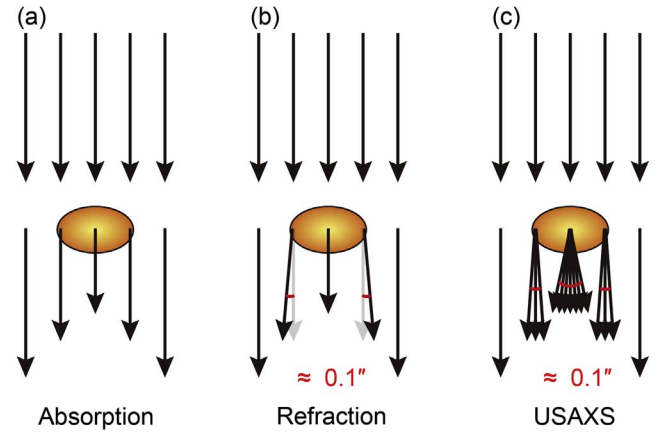 (a)
(b)
(c)
≈ 0.1″
≈ 0.1″
Absorption
Refraction
USAXS